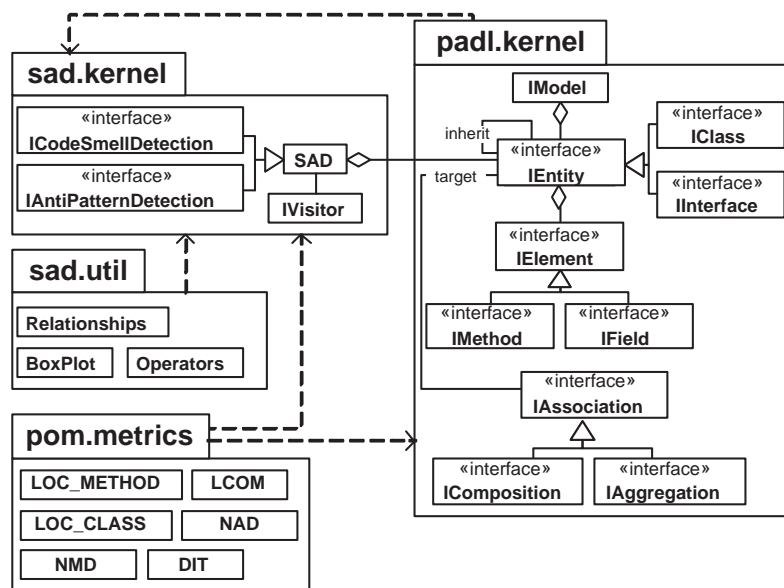 sad.kernel
«interface»
ICodeSmellDetection
«interface»
IAntiPatternDetection
SAD
IVisitor
padl.kernel
IModel
inherit
«interface»
IEntity
target
«interface»
IClass
«interface»
IInterface
«interface»
IElement
«interface»
IMethod
«interface»
IField
«interface»
IAssociation
«interface»
IComposition
«interface»
IAggregation
sad.util
Relationships
BoxPlot
Operators
pom.metrics
LOC_METHOD
LCOM
LOC_CLASS
NAD
NMD
DIT